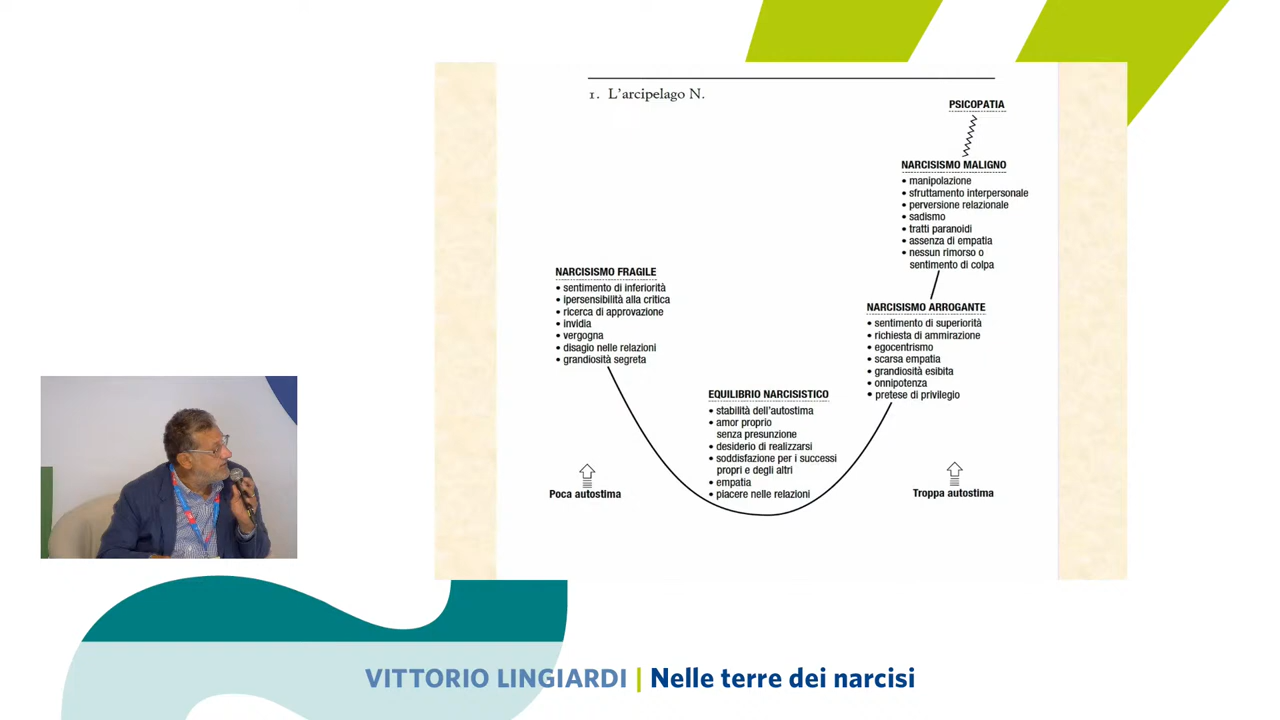 1. L'arcipelago N.
PSICOPATIA
NARCISISMO MALIGNO
• manipolazione
• sfruttamento interpersonale
• perversione relazionale
• sadismo
• tratti paranoidi
• assenza di empatia
• nessun rimorso o
sentimento di colpa
NARCISISMO FRAGILE
• sentimento di inferiorità
• ipersensibilità alla critica
• ricerca di approvazione
• invidia
• vergogna
• disagio nelle relazioni
• grandiosità segreta
NARCISISMO ARROGANTE
• sentimento di superiorità
• richiesta di ammirazione
• egocentrismo
• scarsa empatia
• grandiosità esibita
• onnipotenza
• pretese di privilegio
EQUILIBRIO NARCISISTICO
• stabilità dell'autostima
• amor proprio
senza presunzione
• desiderio di realizzarsi
• soddisfazione per i successi
propri e degli altri
• empatia
• piacere nelle relazioni
Poca autostima
Troppa autostima
VITTORIO LINGIARDI | Nelle terre dei narcisi